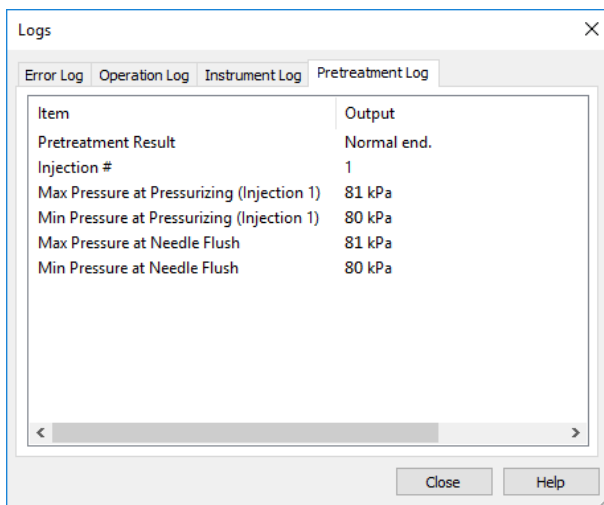 Logs
Error Log Operation Log Instrument Log Pretreatment Log
Item Output
Pretreatment Result Normal end.
Injection # 1
Max Pressure at Pressurizing (Injection 1) 81 kPa
Min Pressure at Pressurizing (Injection 1) 80 kPa
Max Pressure at Needle Flush 81 kPa
Min Pressure at Needle Flush 80 kPa
Close Help